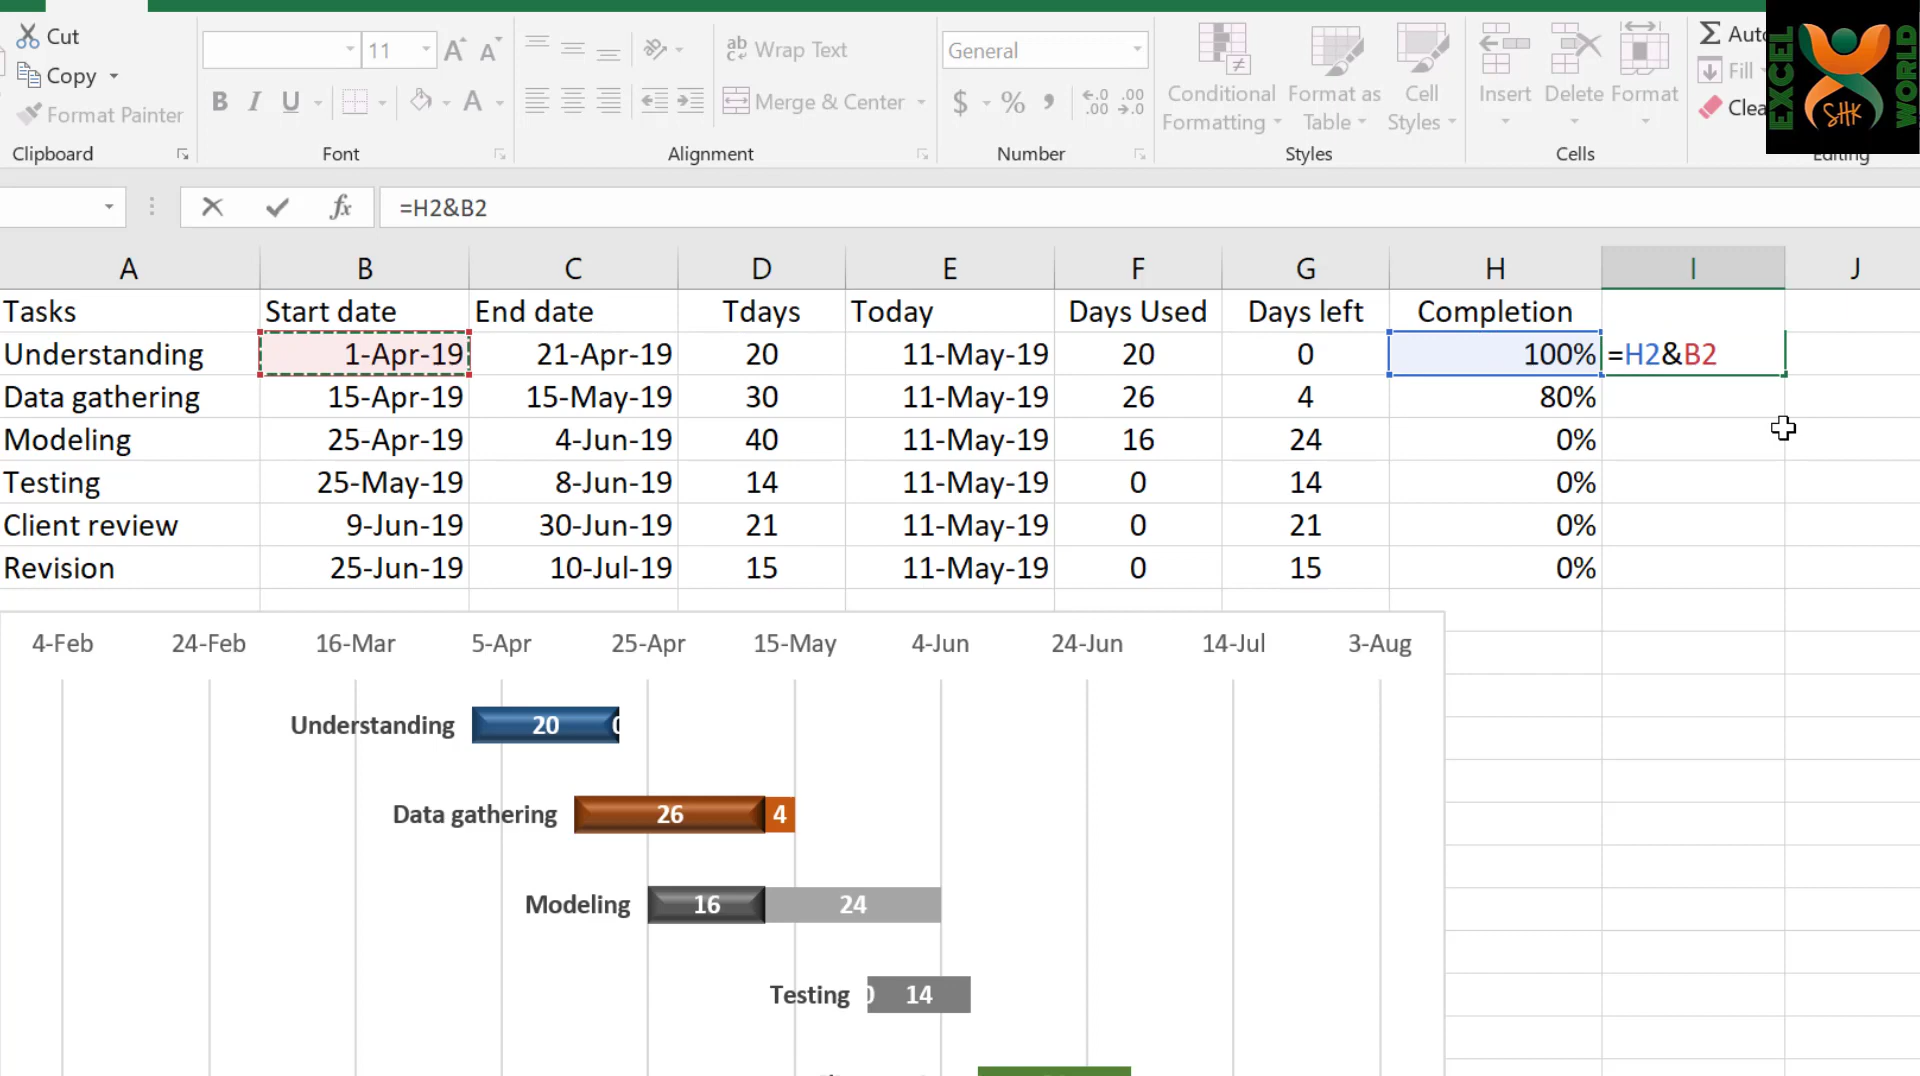 Cut
Copy
Format Painter
Clipboard
11
A A
B I U A
Font
ab Wrap Text
Merge & Center
Alignment
General
$ % ,
Number
Conditional Formatting
Format as Table
Cell Styles
Styles
Insert Delete Format
Cells
Σ Auto
Fill
Clea
Editing
EXCEL WORLD
SHK
fx =H2&B2
A B C D E F G H I J
Tasks Start date End date Tdays Today Days Used Days left Completion
Understanding 1-Apr-19 21-Apr-19 20 11-May-19 20 0 100% =H2&B2
Data gathering 15-Apr-19 15-May-19 30 11-May-19 26 4 80%
Modeling 25-Apr-19 4-Jun-19 40 11-May-19 16 24 0%
Testing 25-May-19 8-Jun-19 14 11-May-19 0 14 0%
Client review 9-Jun-19 30-Jun-19 21 11-May-19 0 21 0%
Revision 25-Jun-19 10-Jul-19 15 11-May-19 0 15 0%
4-Feb 24-Feb 16-Mar 5-Apr 25-Apr 15-May 4-Jun 24-Jun 14-Jul 3-Aug
Understanding 20 0
Data gathering 26 4
Modeling 16 24
Testing 0 14